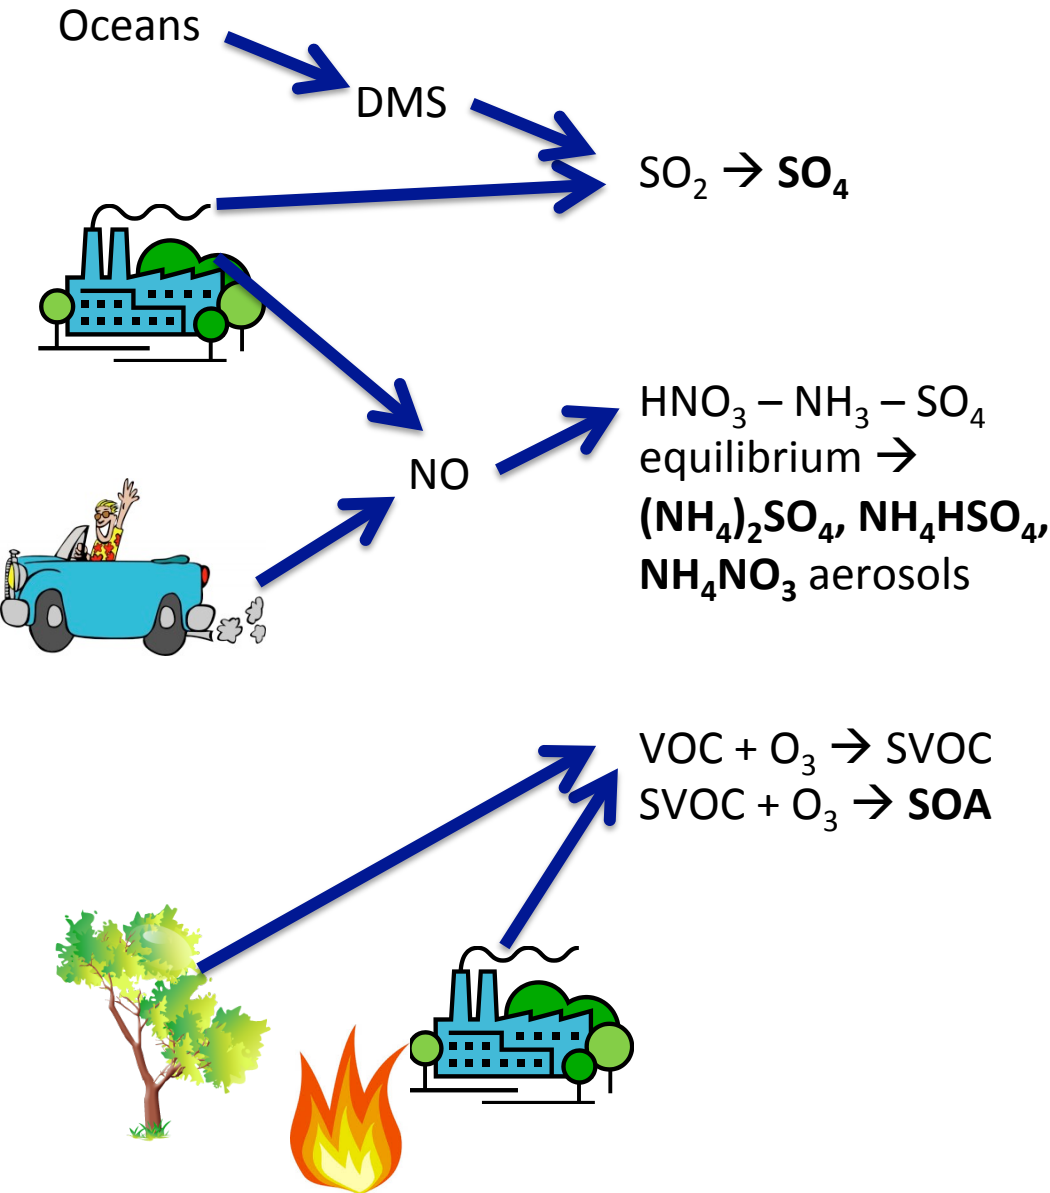 Oceans
DMS
SO₂ → SO₄
HNO₃ – NH₃ – SO₄
equilibrium →
(NH₄)₂SO₄, NH₄HSO₄,
NH₄NO₃ aerosols
NO
VOC + O₃ → SVOC
SVOC + O₃ → SOA